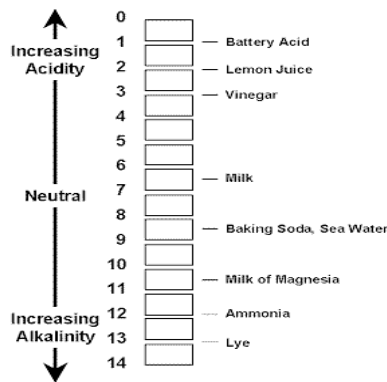 0
1
Battery Acid
Increasing
Acidity
2
Lemon Juice
3
Vinegar
4
5
6
Milk
7
Neutral
8
Baking Soda, Sea Water
9
10
Milk of Magnesia
11
12
Ammonia
Increasing
Alkalinity
13
Lye
14